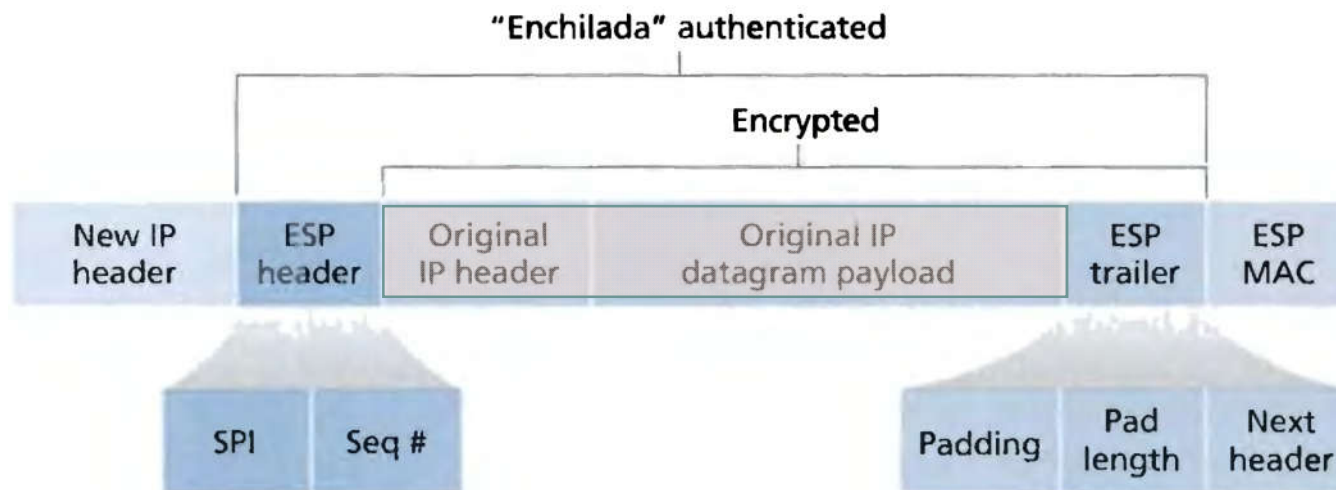 "Enchilada" authenticated
Encrypted
New IP
header
ESP
header
Original
IP header
Original IP
datagram payload
ESP
trailer
ESP
MAC
SPI
Seq #
Padding
Pad
length
Next
header